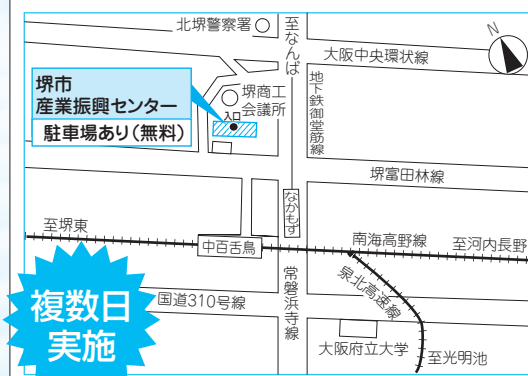 北堺警察署
至なんば
大阪中央環状線
N
堺市
産業振興センター
駐車場あり（無料）
堺商工
会議所
入口
地下鉄御堂筋線
堺富田林線
なかもず
至堺東
中百舌鳥
南海高野線
至河内長野
複数日
実施
国道310号線
常磐浜寺線
泉北高速線
大阪府立大学
至光明池